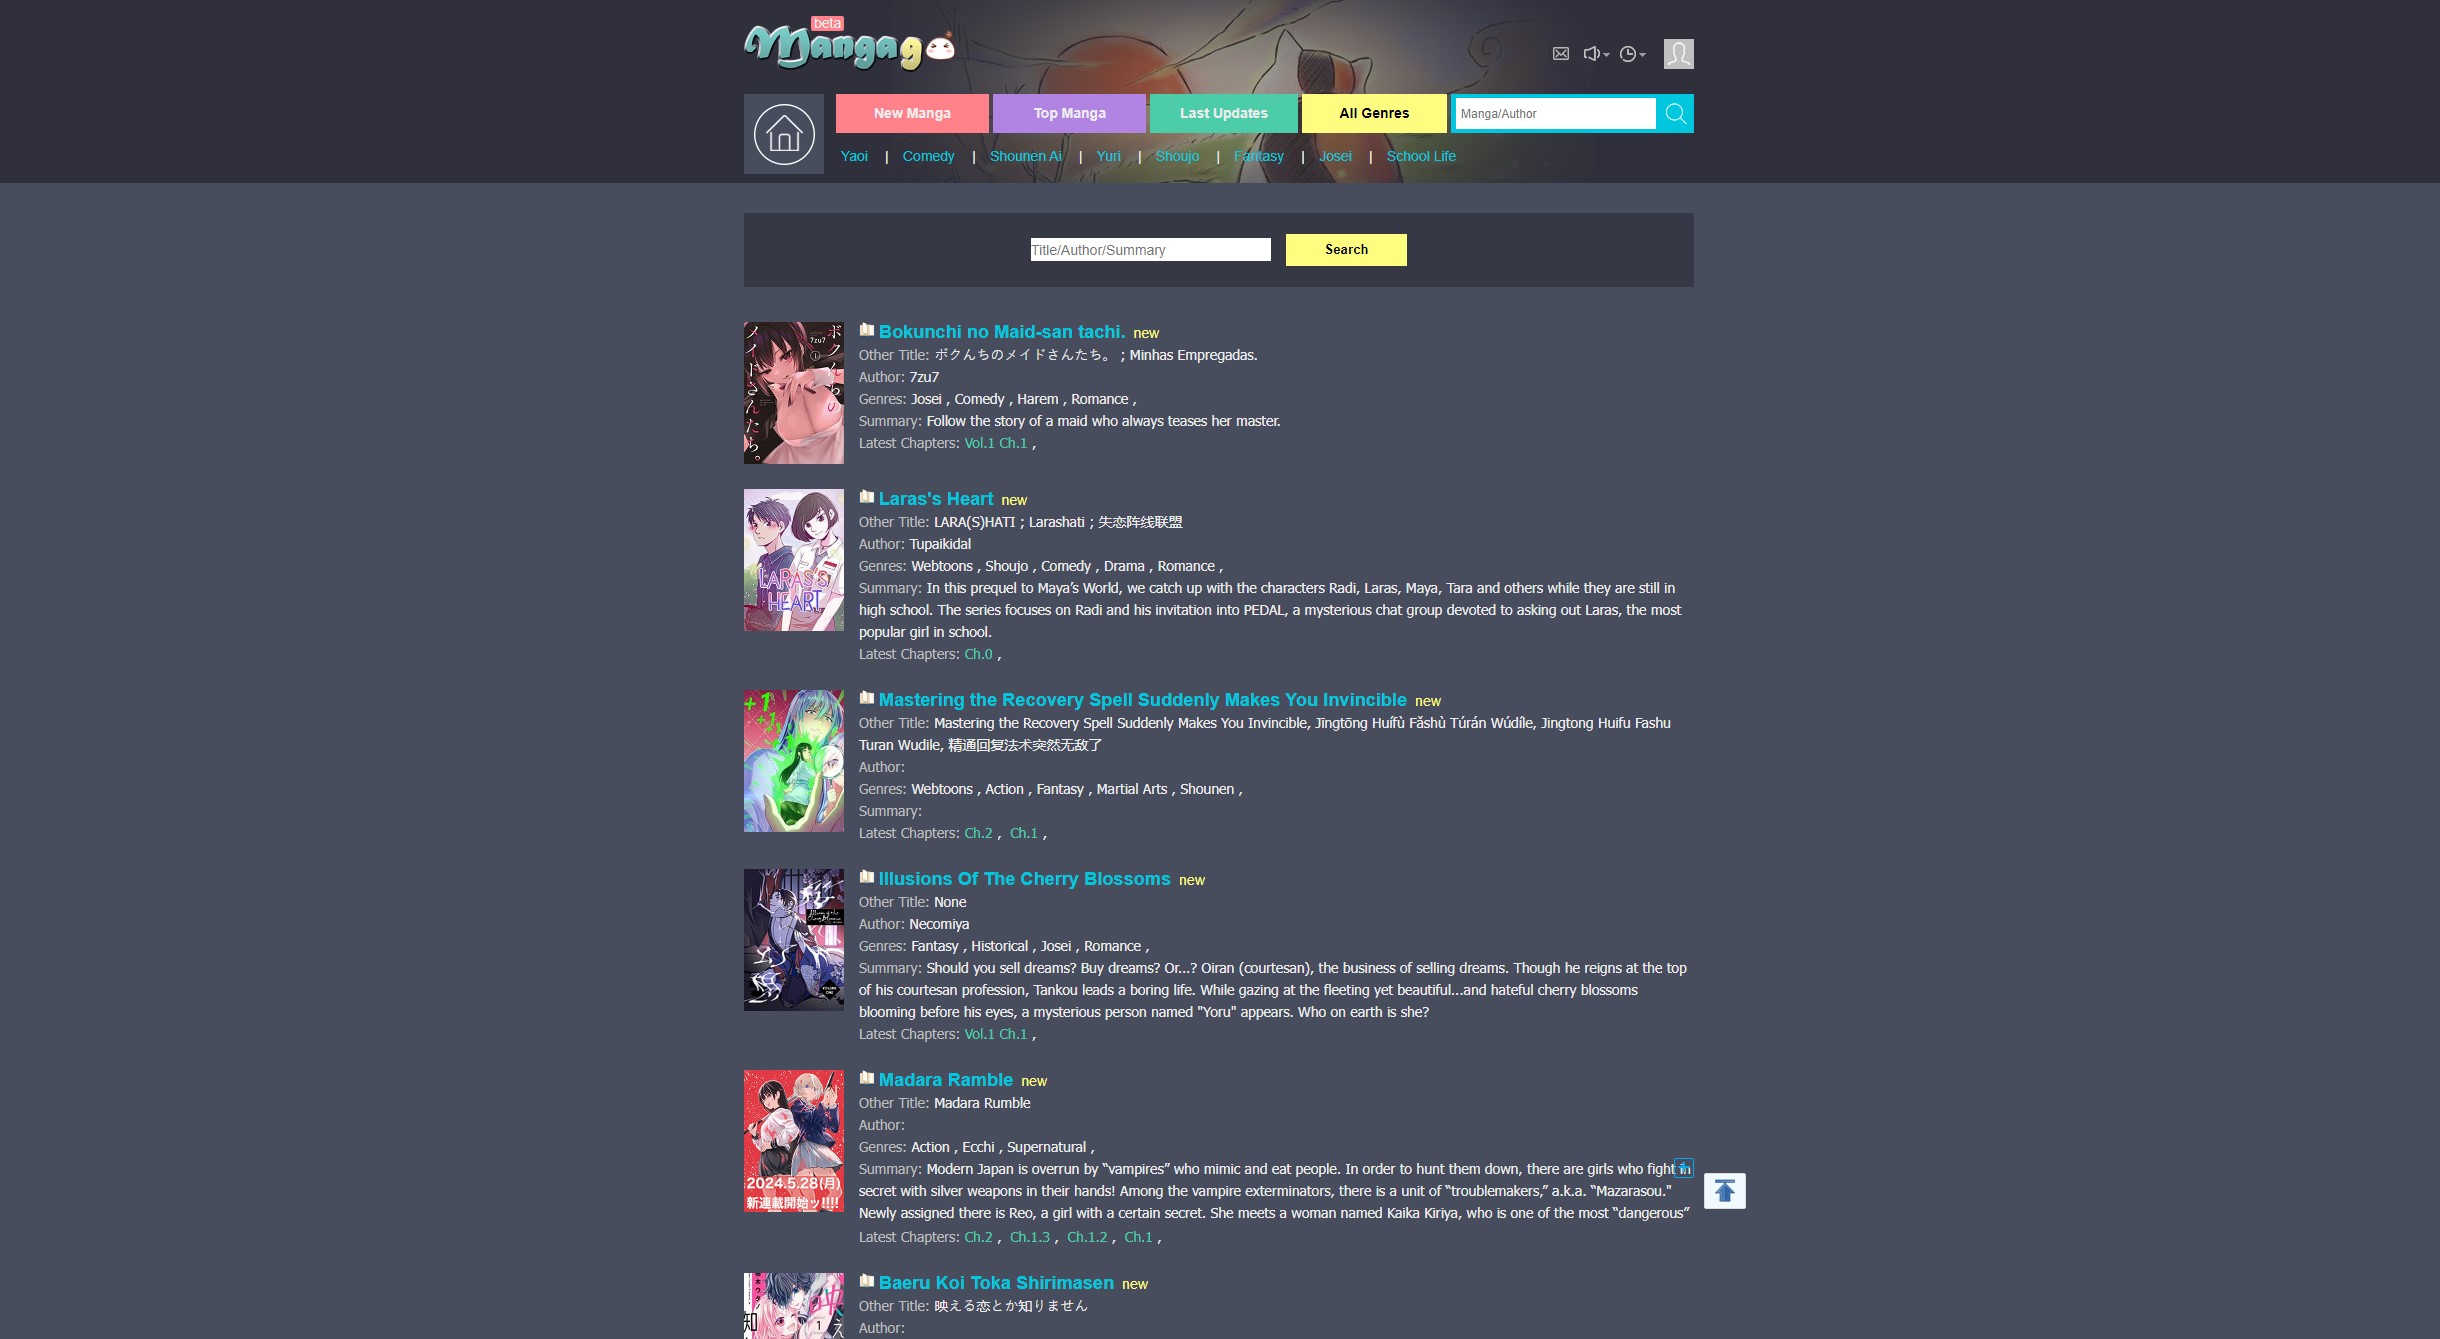 beta
Mangago
New Manga
Top Manga
Last Updates
All Genres
Manga/Author
Yaoi | Comedy | Shounen Ai | Yuri | Shoujo | Fantasy | Josei | School Life
Title/Author/Summary
Search
ボクんちの
メイドさんたち。
7zu7
1
Bokunchi no Maid-san tachi. new
Other Title: ボクんちのメイドさんたち。 ; Minhas Empregadas.
Author: 7zu7
Genres: Josei , Comedy , Harem , Romance ,
Summary: Follow the story of a maid who always teases her master.
Latest Chapters: Vol.1 Ch.1 ,
LARAS'S
HEART
Laras's Heart new
Other Title: LARA(S)HATI ; Larashati ; 失恋阵线联盟
Author: Tupaikidal
Genres: Webtoons , Shoujo , Comedy , Drama , Romance ,
Summary: In this prequel to Maya’s World, we catch up with the characters Radi, Laras, Maya, Tara and others while they are still in
high school. The series focuses on Radi and his invitation into PEDAL, a mysterious chat group devoted to asking out Laras, the most
popular girl in school.
Latest Chapters: Ch.0 ,
+1
+1
Mastering the Recovery Spell Suddenly Makes You Invincible new
Other Title: Mastering the Recovery Spell Suddenly Makes You Invincible, Jīngtōng Huífù Fǎshù Túrán Wúdíle, Jingtong Huifu Fashu
Turan Wudile, 精通回复法术突然无敌了
Author:
Genres: Webtoons , Action , Fantasy , Martial Arts , Shounen ,
Summary:
Latest Chapters: Ch.2 , Ch.1 ,
Illusions Of The Cherry Blossoms new
Other Title: None
Author: Necomiya
Genres: Fantasy , Historical , Josei , Romance ,
Summary: Should you sell dreams? Buy dreams? Or...? Oiran (courtesan), the business of selling dreams. Though he reigns at the top
of his courtesan profession, Tankou leads a boring life. While gazing at the fleeting yet beautiful...and hateful cherry blossoms
blooming before his eyes, a mysterious person named "Yoru" appears. Who on earth is she?
Latest Chapters: Vol.1 Ch.1 ,
2024.5.28(月)
新連載開始ッ!!!!
Madara Ramble new
Other Title: Madara Rumble
Author:
Genres: Action , Ecchi , Supernatural ,
Summary: Modern Japan is overrun by “vampires” who mimic and eat people. In order to hunt them down, there are girls who fight in
secret with silver weapons in their hands! Among the vampire exterminators, there is a unit of “troublemakers,” a.k.a. “Mazarasou."
Newly assigned there is Reo, a girl with a certain secret. She meets a woman named Kaika Kiriya, who is one of the most “dangerous”
Latest Chapters: Ch.2 , Ch.1.3 , Ch.1.2 , Ch.1 ,
Baeru Koi Toka Shirimasen new
Other Title: 映える恋とか知りません
Author: